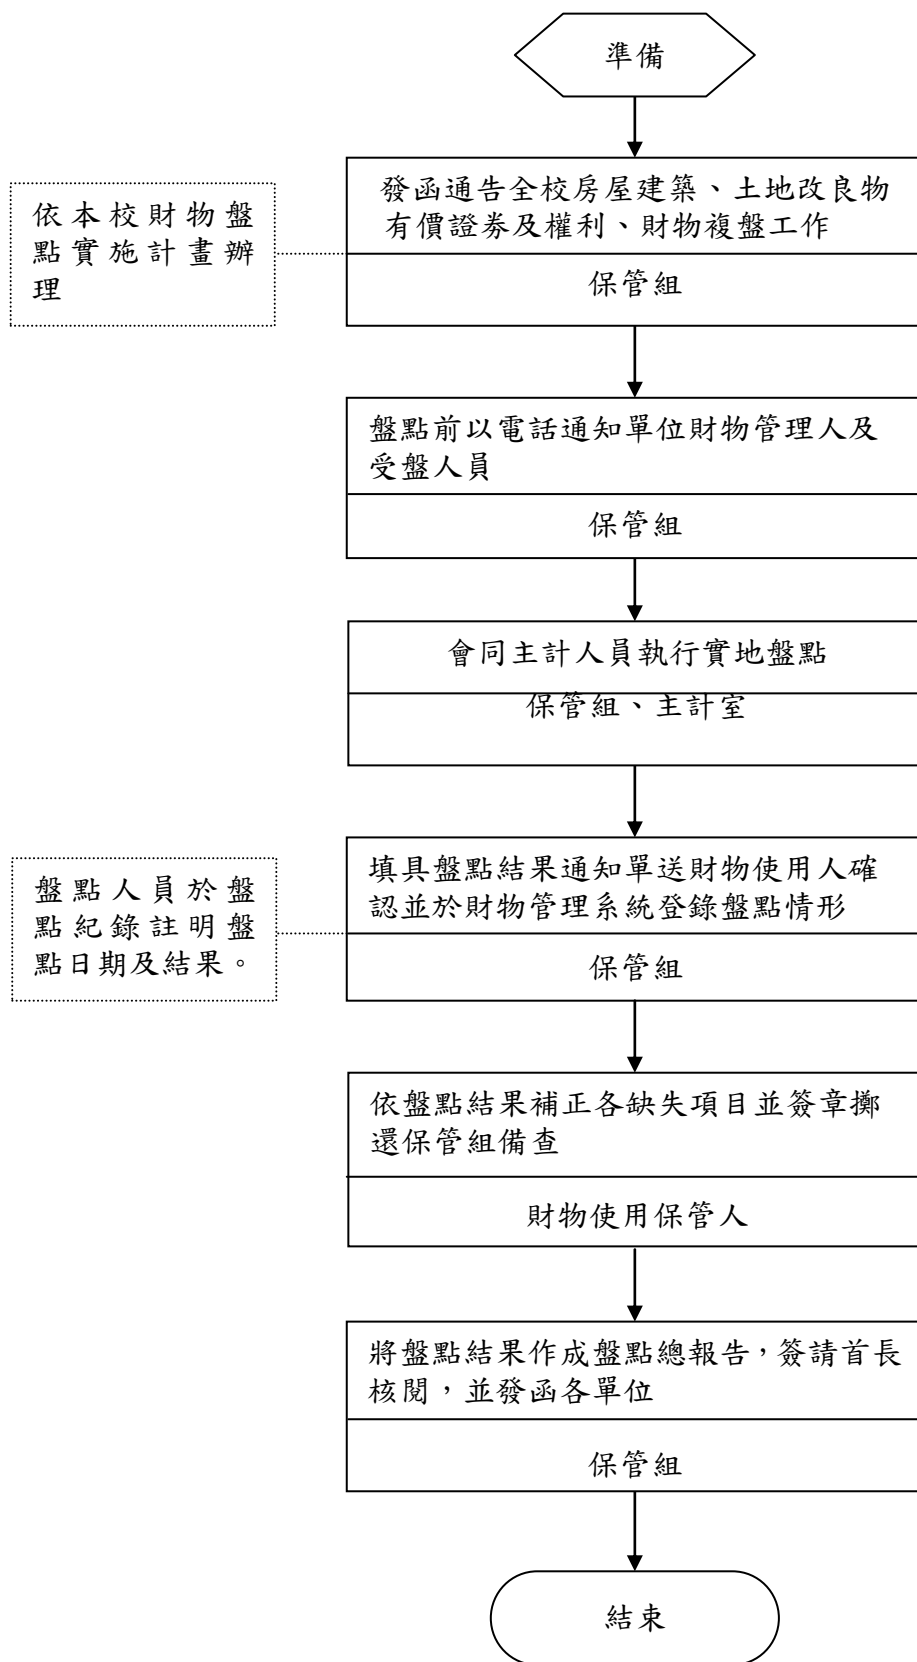 準備
發函通告全校房屋建築、土地改良物
有價證券及權利、財物複盤工作
保管組
依本校財物盤
點實施計畫辦
理
盤點前以電話通知單位財物管理人及
受盤人員
保管組
會同主計人員執行實地盤點
保管組、主計室
填具盤點結果通知單送財物使用人確
認並於財物管理系統登錄盤點情形
保管組
盤點人員於盤
點紀錄註明盤
點日期及結果。
依盤點結果補正各缺失項目並簽章擲
還保管組備查
財物使用保管人
將盤點結果作成盤點總報告，簽請首長
核閱，並發函各單位
保管組
結束